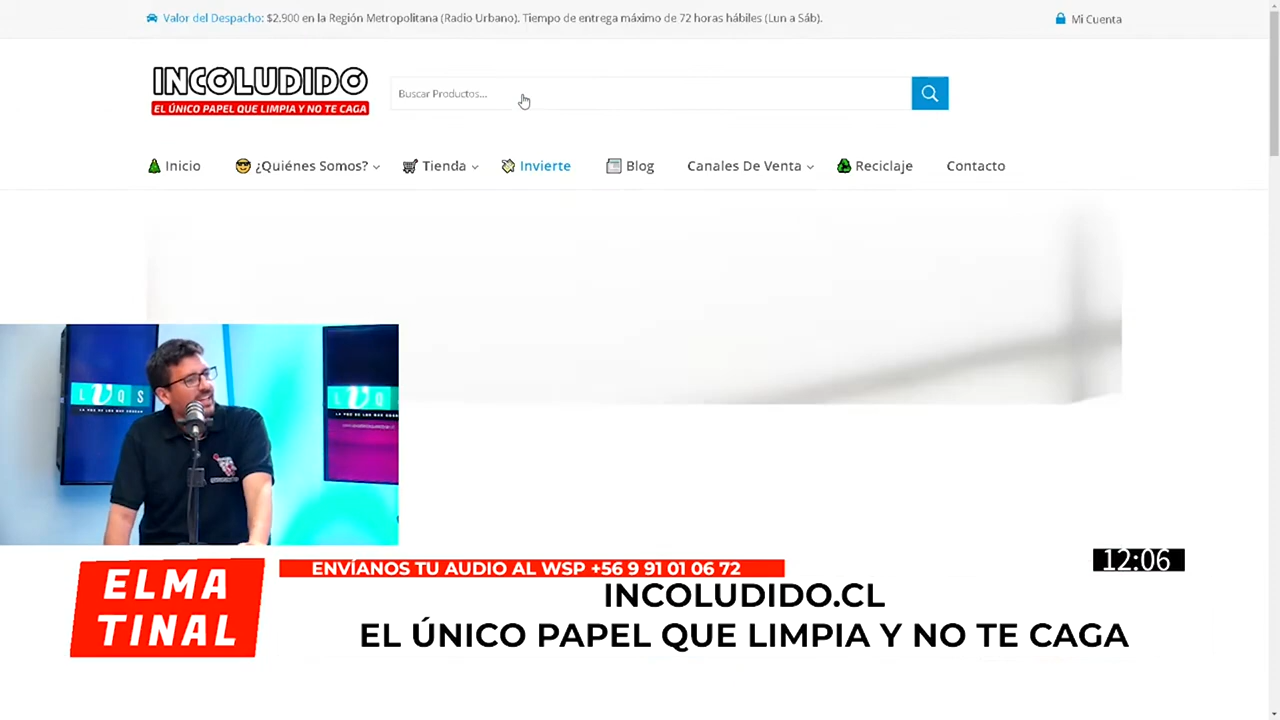 Valor del Despacho: $2.900 en la Región Metropolitana (Radio Urbano). Tiempo de entrega máximo de 72 horas hábiles (Lun a Sáb).
Mi Cuenta
INCOLUDIDO
EL ÚNICO PAPEL QUE LIMPIA Y NO TE CAGA
Buscar Productos...
Inicio
¿Quiénes Somos?
Tienda
Invierte
Blog
Canales De Venta
Reciclaje
Contacto
LVQS
LVQS
ELMA
TINAL
ENVÍANOS TU AUDIO AL WSP +56 9 91 01 06 72
12:06
INCOLUDIDO.CL
EL ÚNICO PAPEL QUE LIMPIA Y NO TE CAGA